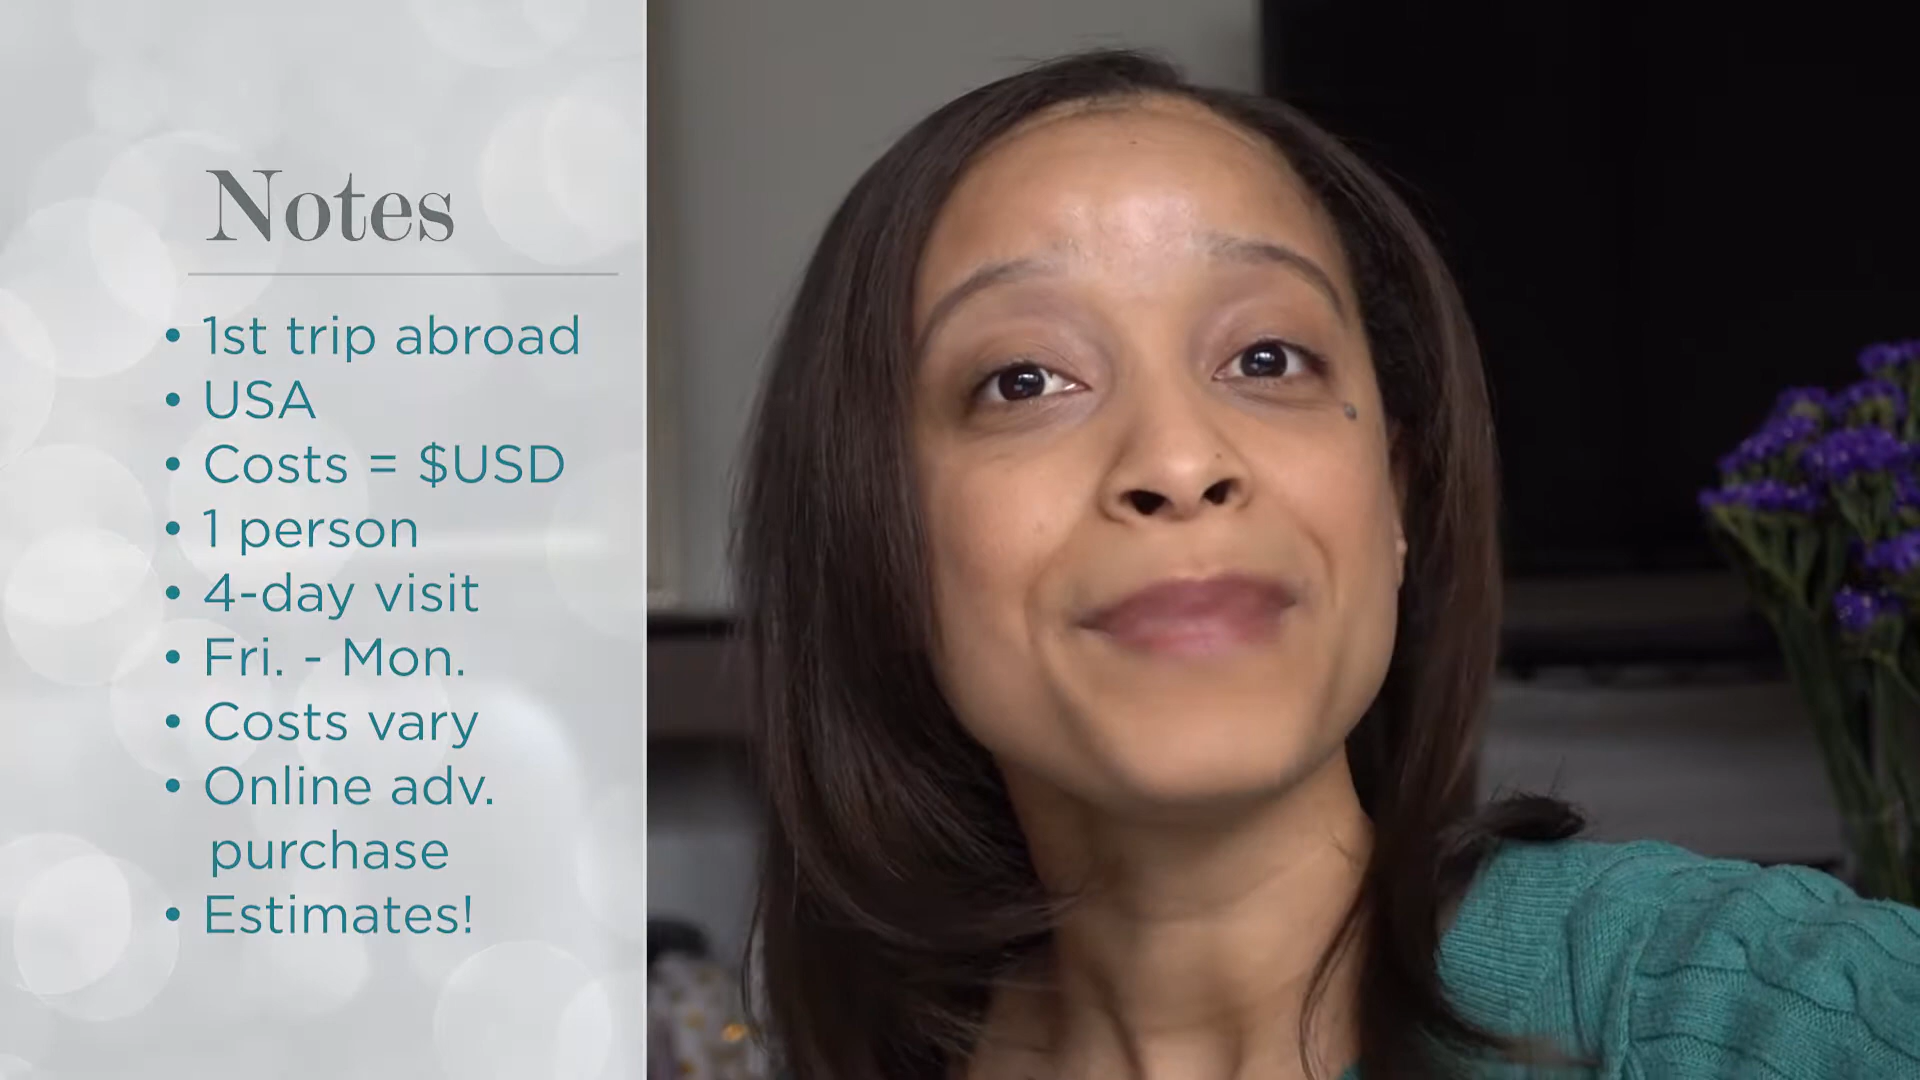 Notes
• 1st trip abroad
• USA
• Costs = $USD
• 1 person
• 4-day visit
• Fri. - Mon.
• Costs vary
• Online adv.
purchase
• Estimates!